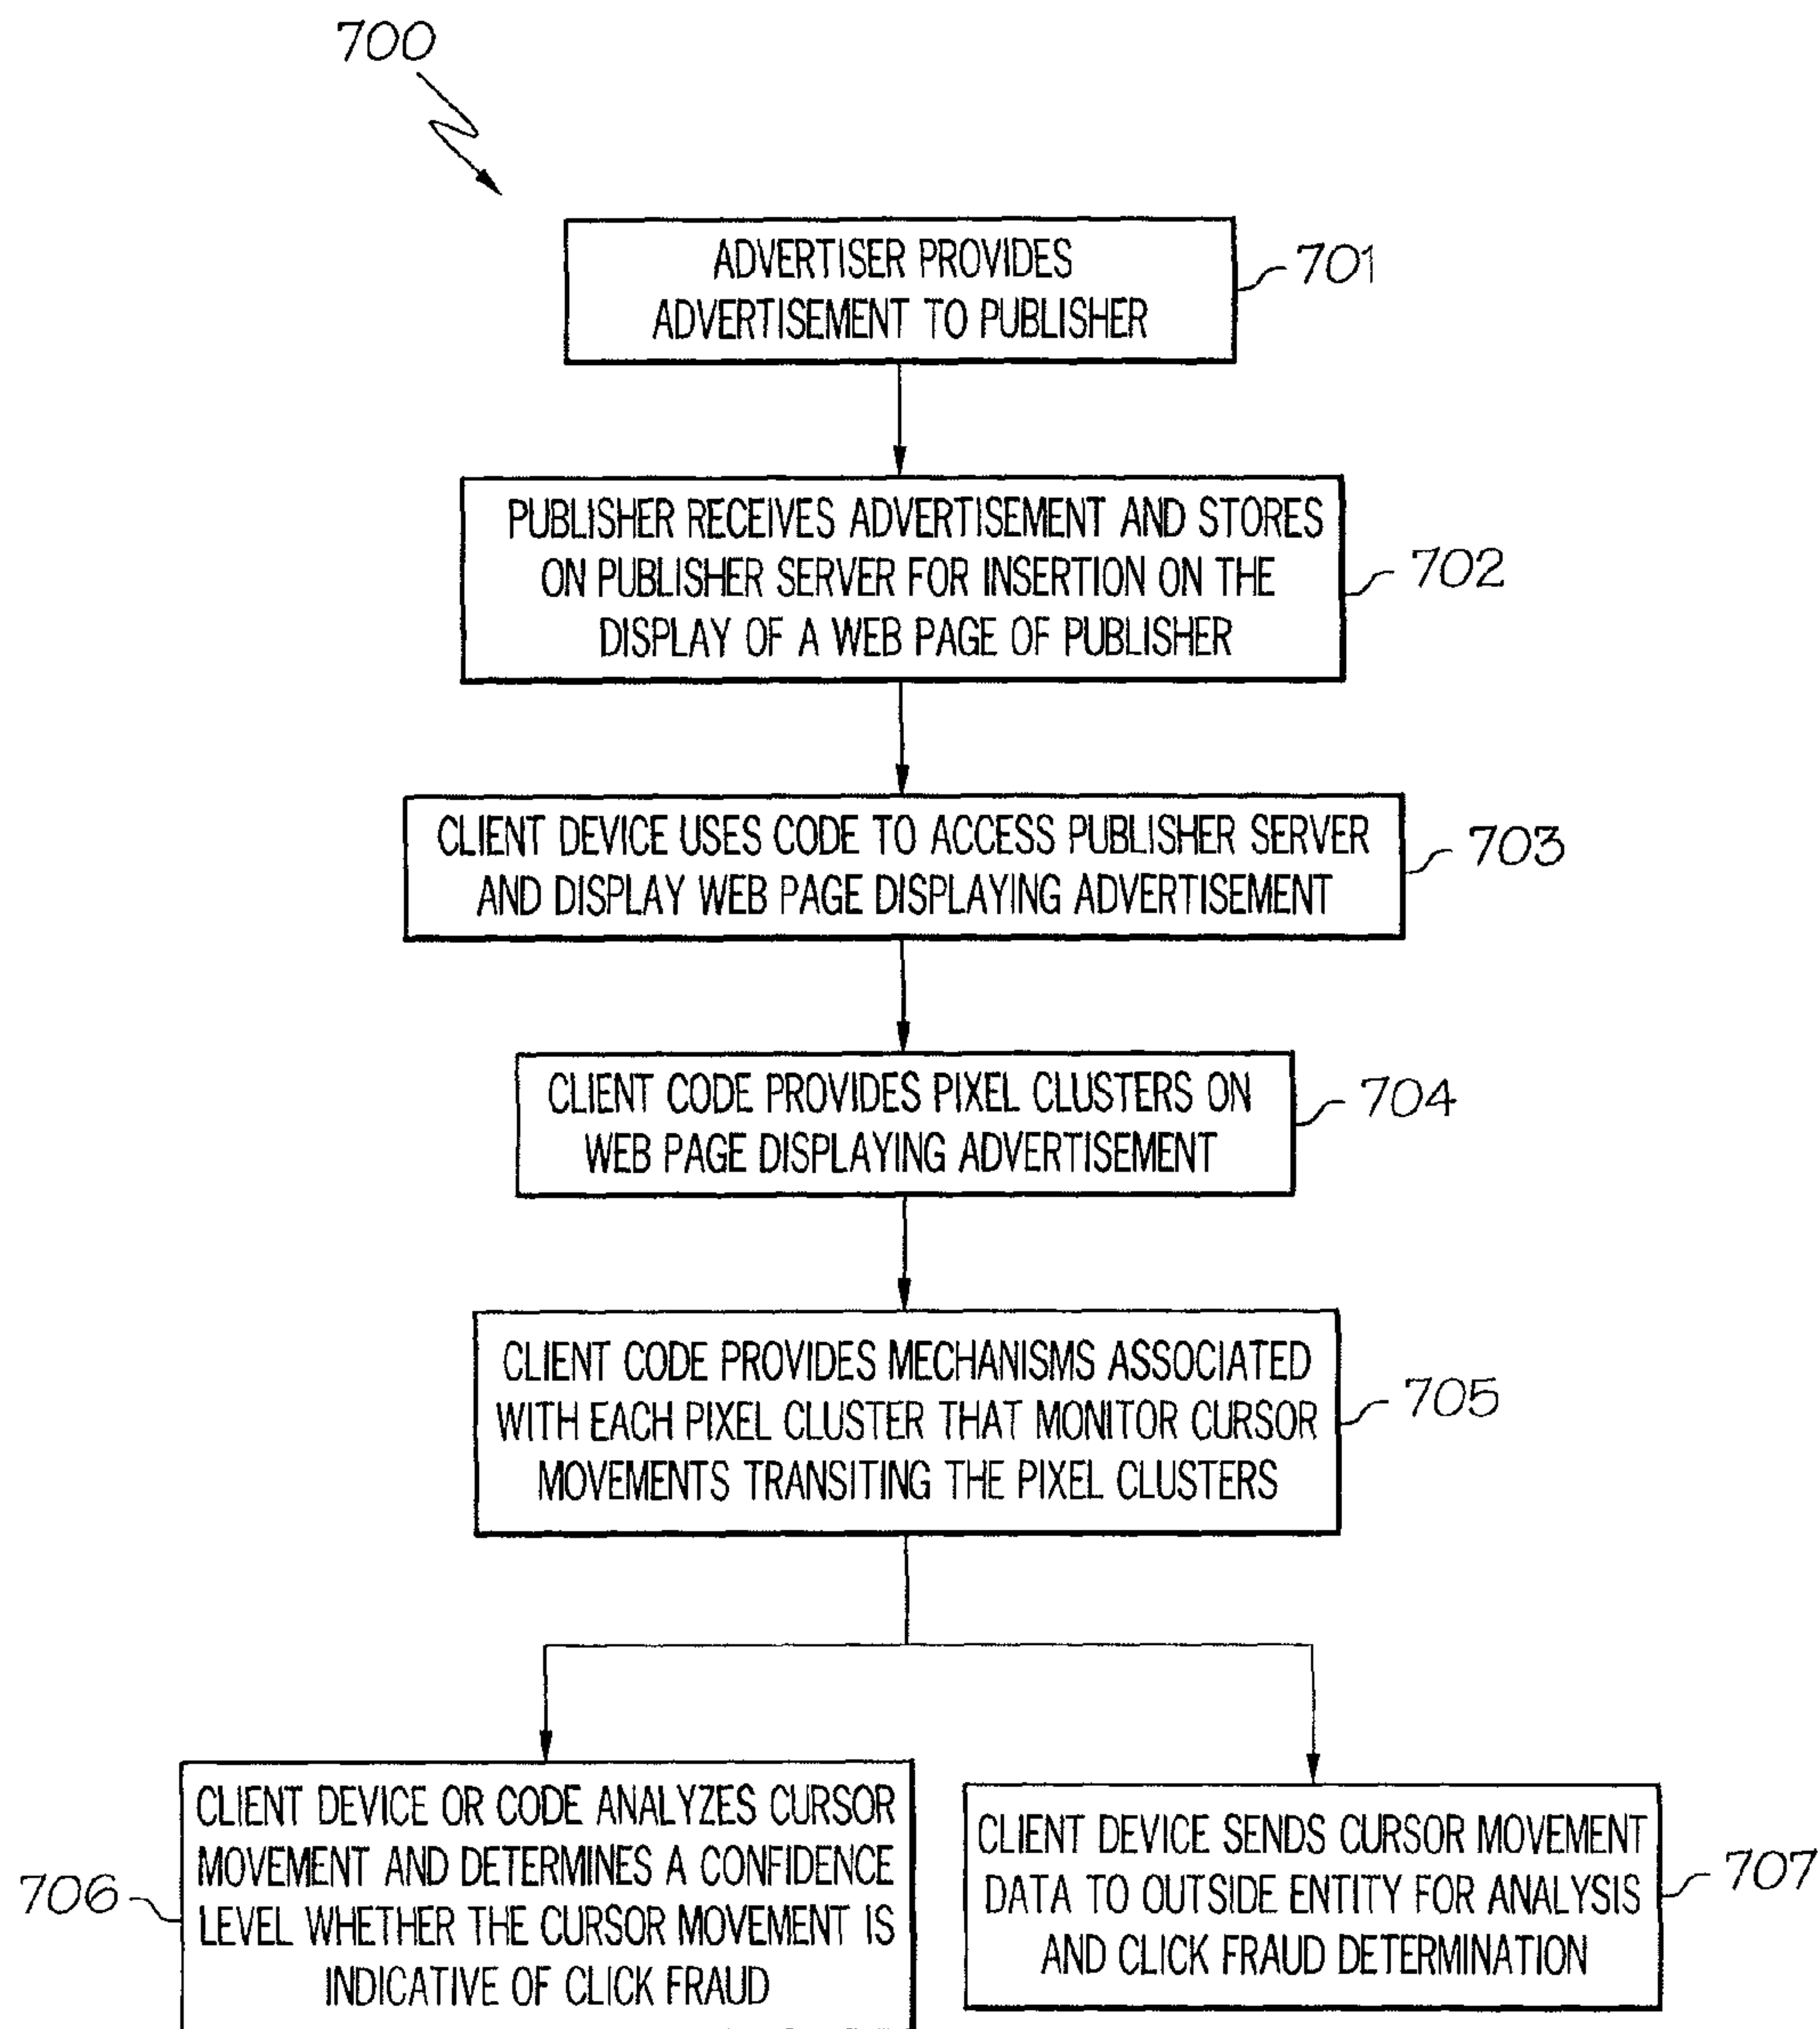 700
ADVERTISER PROVIDES
ADVERTISEMENT TO PUBLISHER
701
PUBLISHER RECEIVES ADVERTISEMENT AND STORES
ON PUBLISHER SERVER FOR INSERTION ON THE
DISPLAY OF A WEB PAGE OF PUBLISHER
702
CLIENT DEVICE USES CODE TO ACCESS PUBLISHER SERVER
AND DISPLAY WEB PAGE DISPLAYING ADVERTISEMENT
703
CLIENT CODE PROVIDES PIXEL CLUSTERS ON
WEB PAGE DISPLAYING ADVERTISEMENT
704
CLIENT CODE PROVIDES MECHANISMS ASSOCIATED
WITH EACH PIXEL CLUSTER THAT MONITOR CURSOR
MOVEMENTS TRANSITING THE PIXEL CLUSTERS
705
CLIENT DEVICE OR CODE ANALYZES CURSOR
MOVEMENT AND DETERMINES A CONFIDENCE
LEVEL WHETHER THE CURSOR MOVEMENT IS
INDICATIVE OF CLICK FRAUD
706
CLIENT DEVICE SENDS CURSOR MOVEMENT
DATA TO OUTSIDE ENTITY FOR ANALYSIS
AND CLICK FRAUD DETERMINATION
707